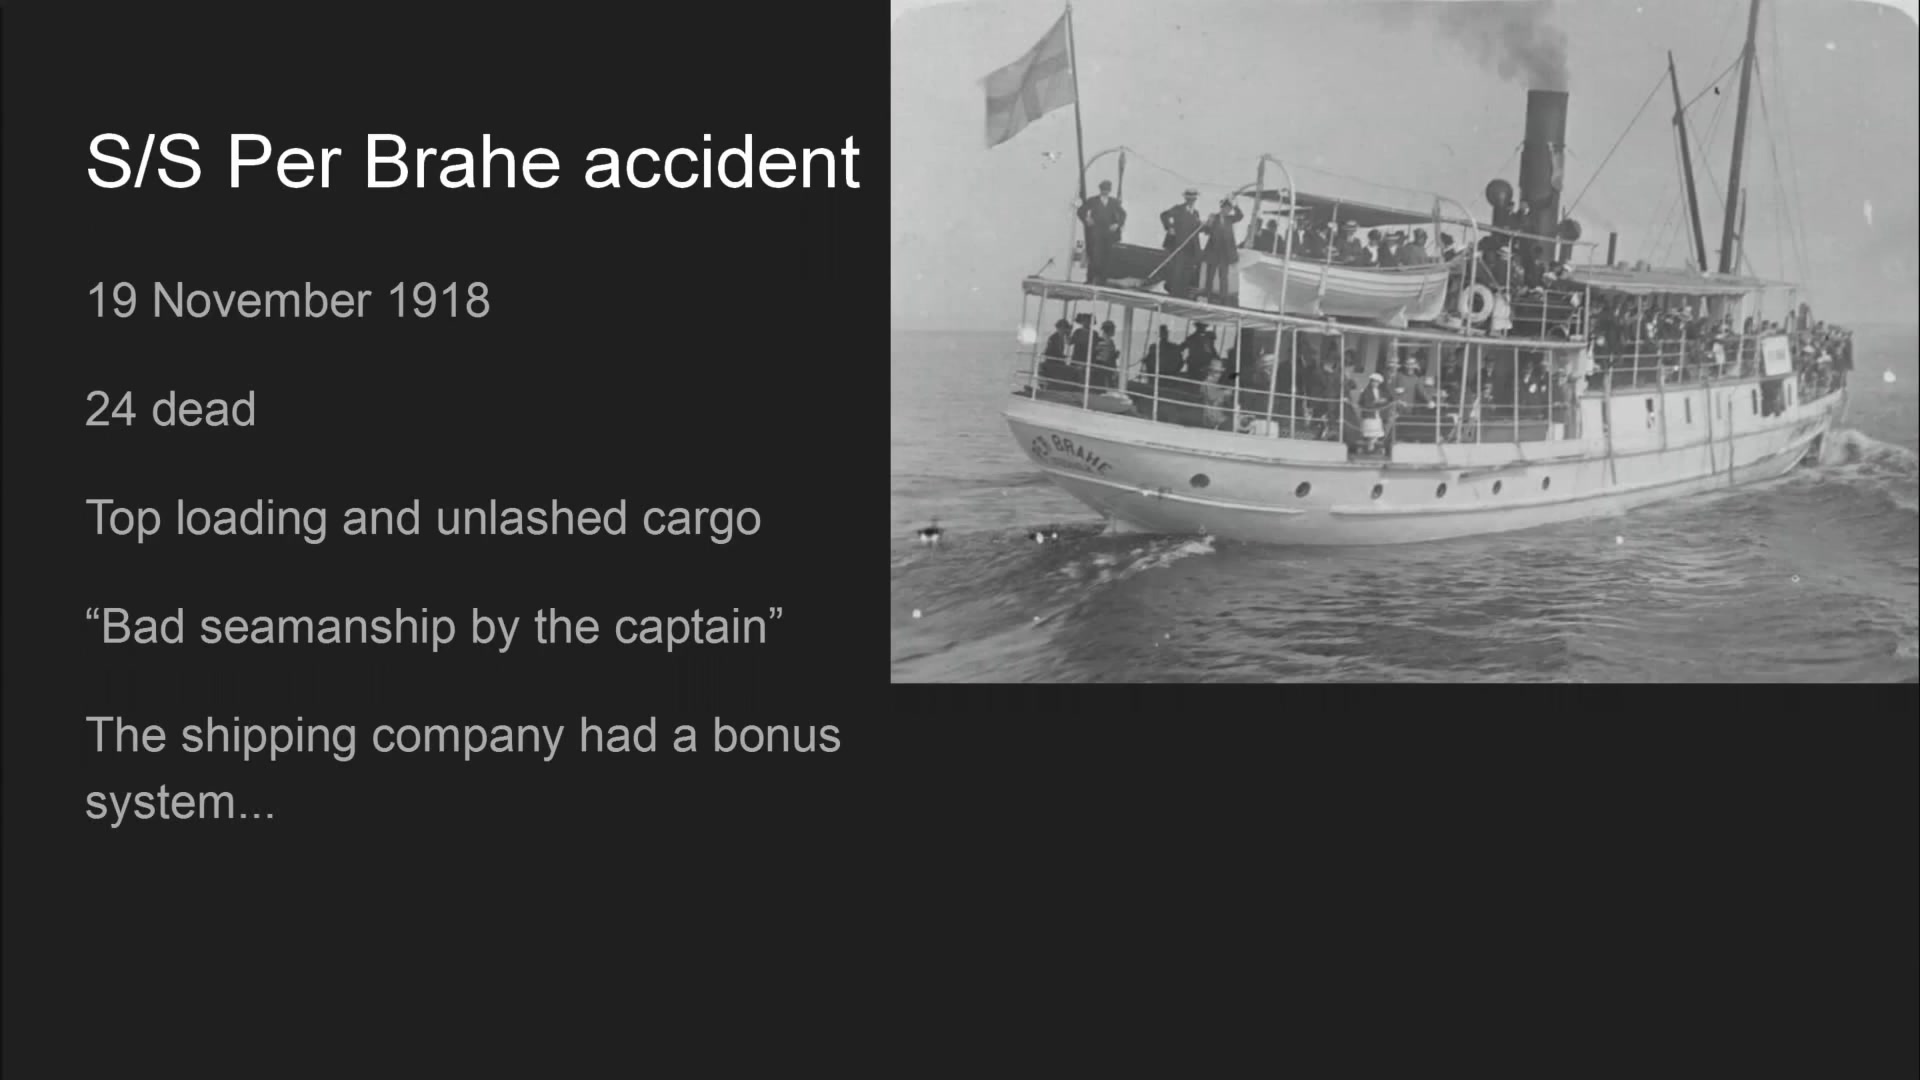 S/S Per Brahe accident
19 November 1918
24 dead
Top loading and unlashed cargo
“Bad seamanship by the captain”
The shipping company had a bonus
system...
PER BRAHE